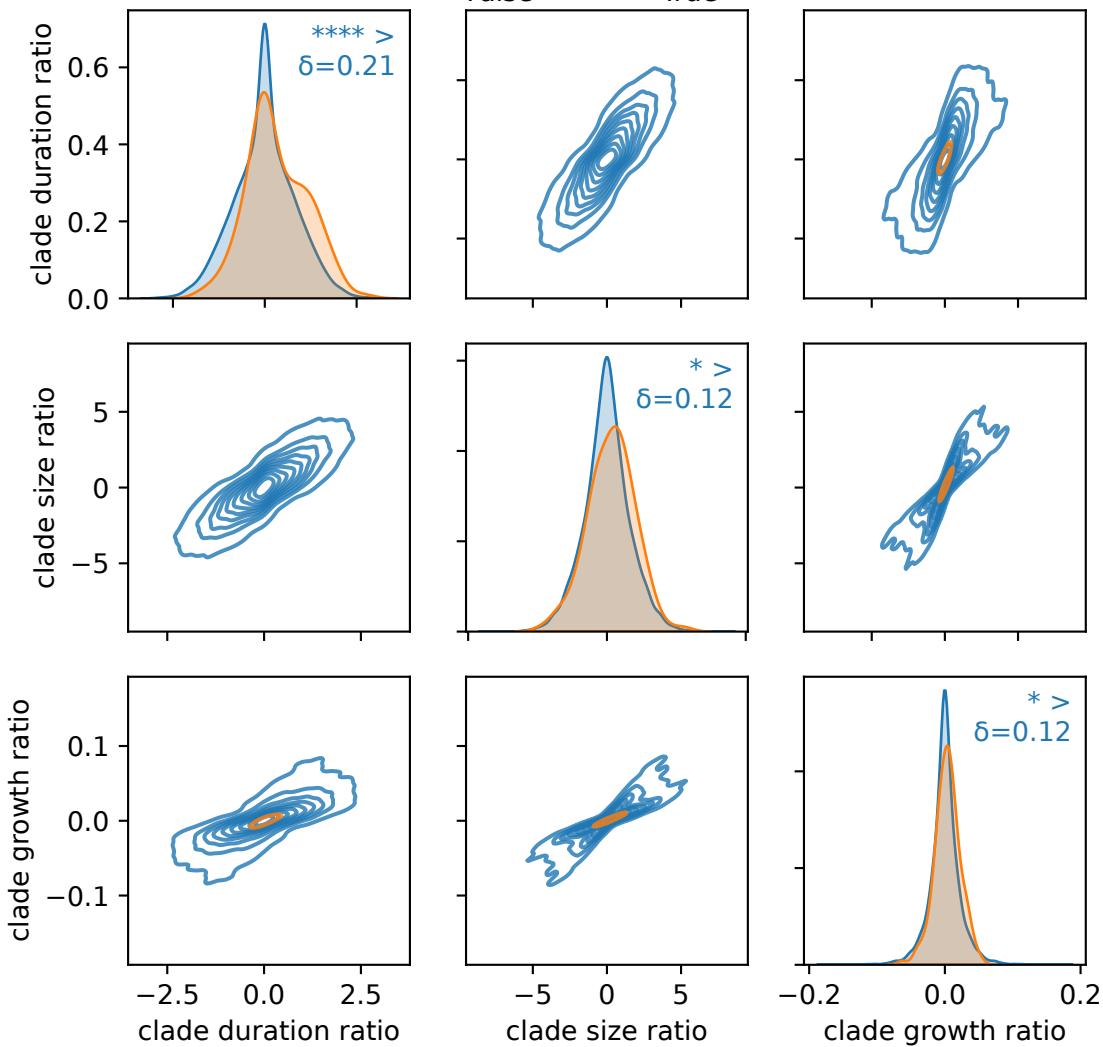 clade duration ratio
0.6
0.4
0.2
0.0
**** >
δ=0.21
clade size ratio
5
0
−5
* >
δ=0.12
clade growth ratio
0.1
0.0
−0.1
* >
δ=0.12
−2.5 0.0 2.5
−5 0 5
−0.2 0.0 0.2
clade duration ratio
clade size ratio
clade growth ratio